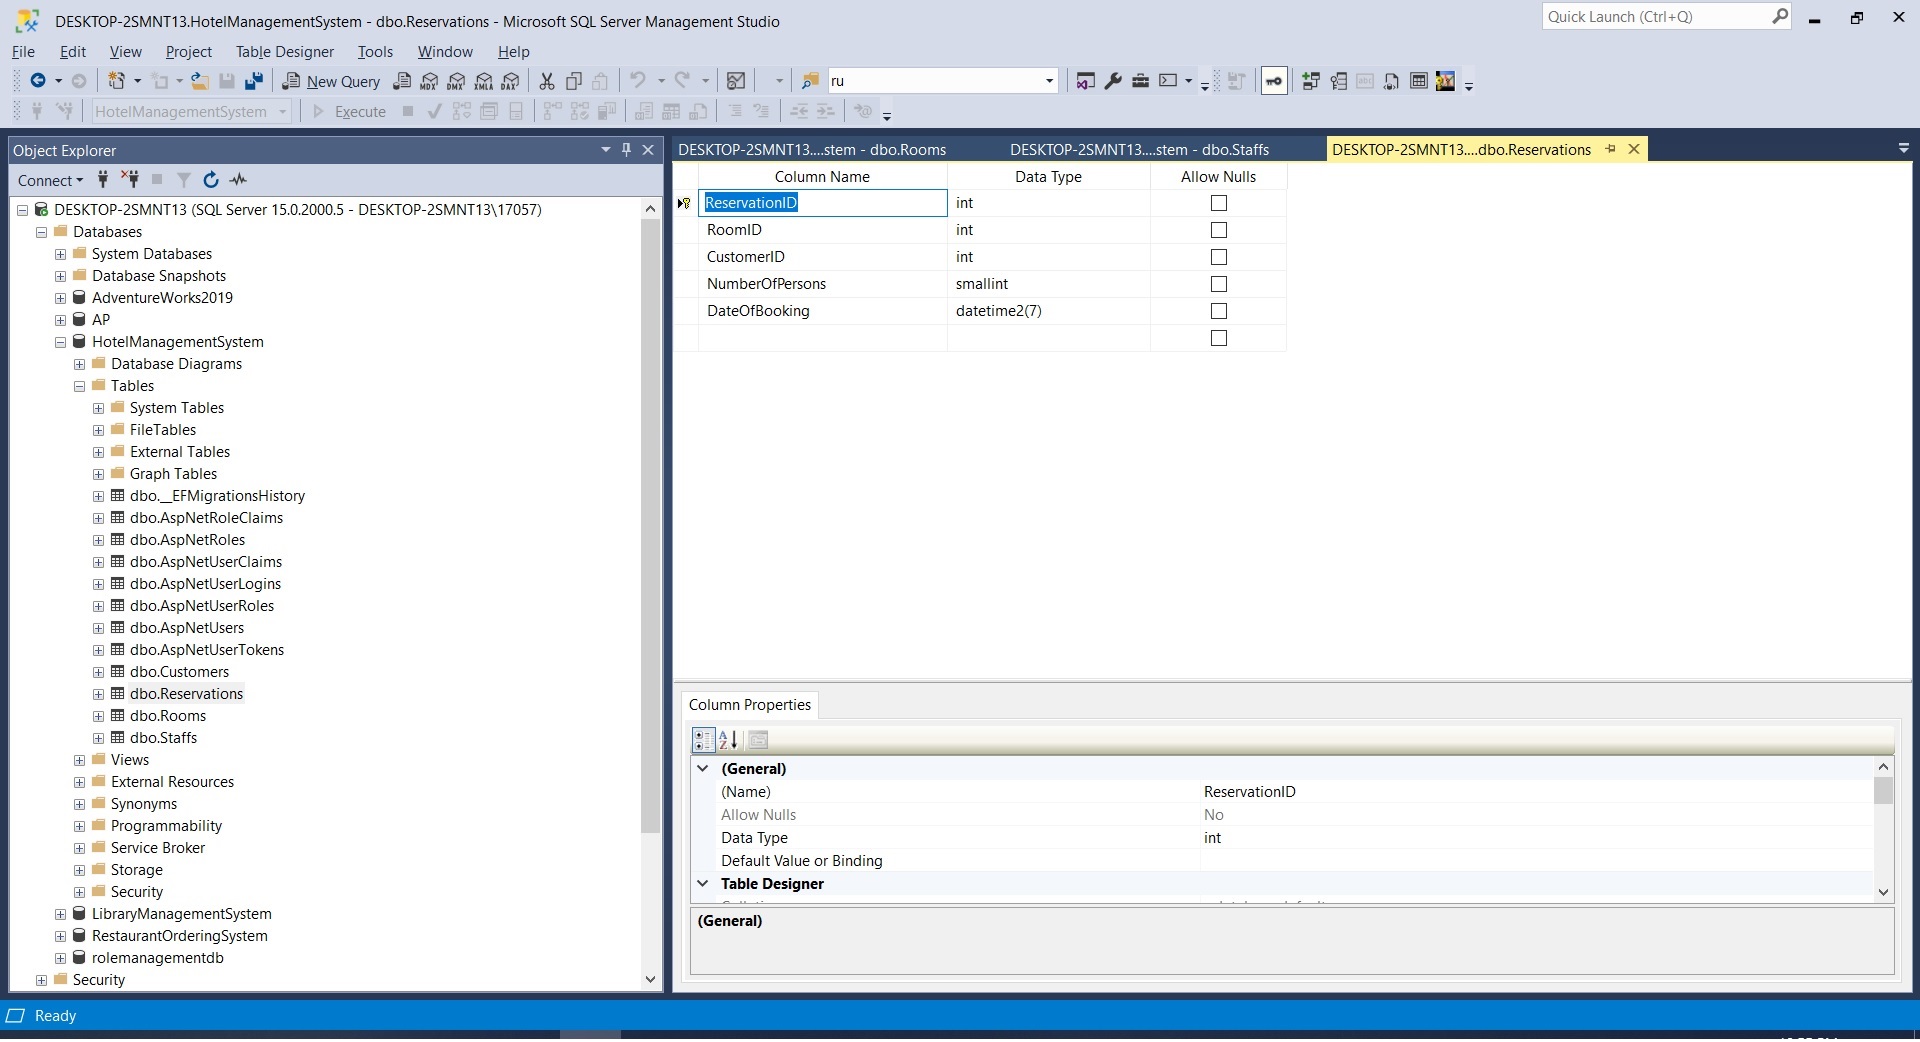 DESKTOP-2SMNT13.HotelManagementSystem - dbo.Reservations - Microsoft SQL Server Management Studio
Quick Launch (Ctrl+Q)
File Edit View Project Table Designer Tools Window Help
New Query
MDX DMX XMLA DAX
ru
HotelManagementSystem
Execute
Object Explorer
Connect
DESKTOP-2SMNT13 (SQL Server 15.0.2000.5 - DESKTOP-2SMNT13\17057)
Databases
System Databases
Database Snapshots
AdventureWorks2019
AP
HotelManagementSystem
Database Diagrams
Tables
System Tables
FileTables
External Tables
Graph Tables
dbo.__EFMigrationsHistory
dbo.AspNetRoleClaims
dbo.AspNetRoles
dbo.AspNetUserClaims
dbo.AspNetUserLogins
dbo.AspNetUserRoles
dbo.AspNetUsers
dbo.AspNetUserTokens
dbo.Customers
dbo.Reservations
dbo.Rooms
dbo.Staffs
Views
External Resources
Synonyms
Programmability
Service Broker
Storage
Security
LibraryManagementSystem
RestaurantOrderingSystem
rolemanagementdb
Security
DESKTOP-2SMNT13....stem - dbo.Rooms
DESKTOP-2SMNT13....stem - dbo.Staffs
DESKTOP-2SMNT13....dbo.Reservations
Column Name Data Type Allow Nulls
ReservationID int
RoomID int
CustomerID int
NumberOfPersons smallint
DateOfBooking datetime2(7)
Column Properties
(General)
(Name) ReservationID
Allow Nulls No
Data Type int
Default Value or Binding
Table Designer
(General)
Ready